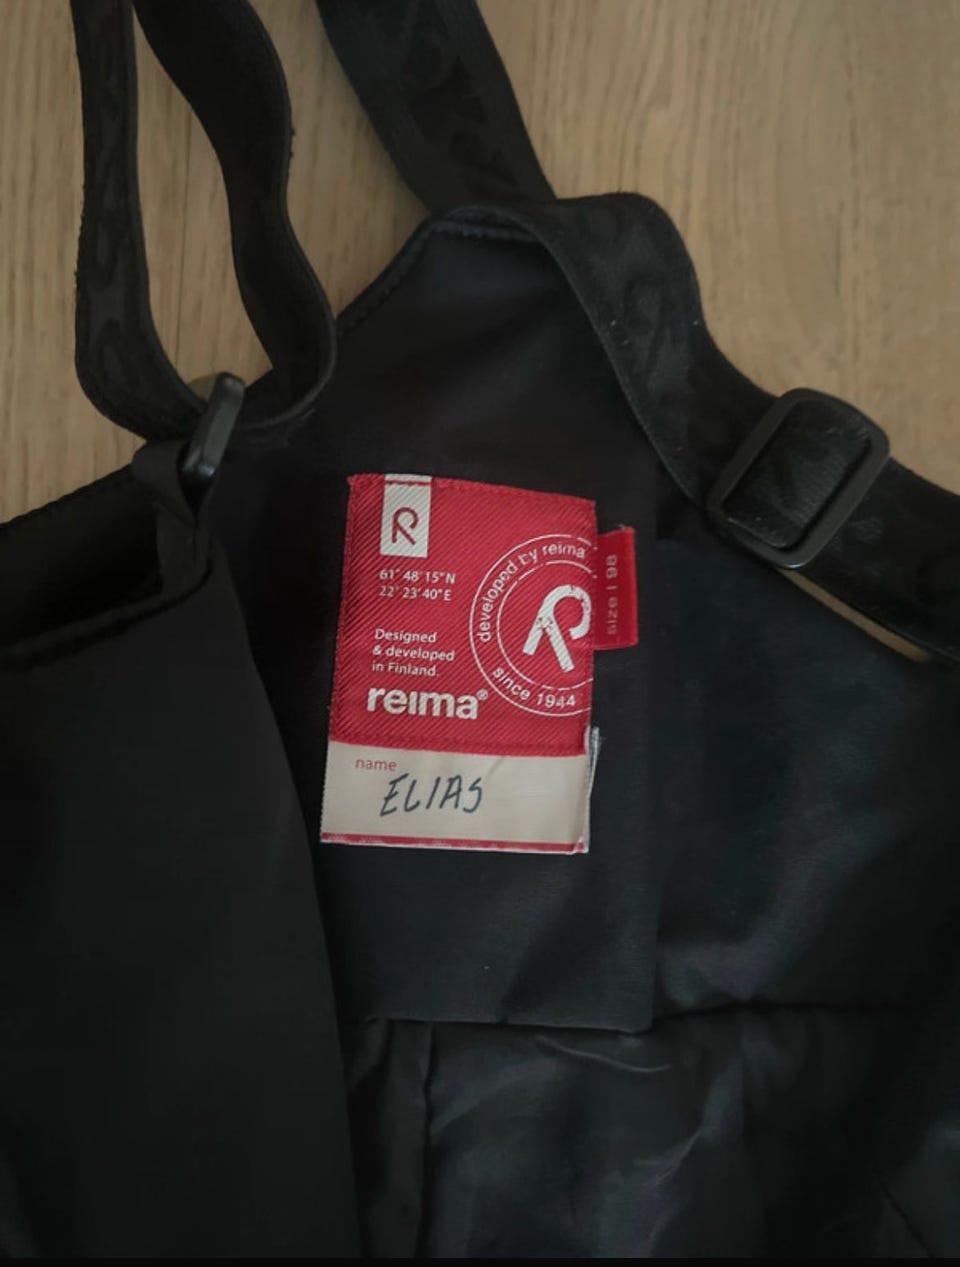 R
61° 48' 15" N
22° 23' 40" E
Designed
& developed
in Finland.
reima®
developed by reima
R
since 1944
size | 98
name
ELIAS